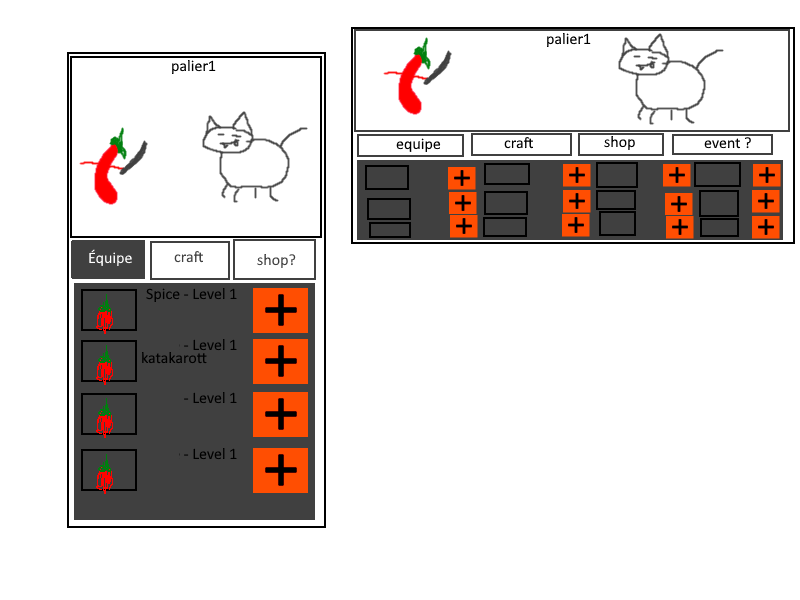 palier1
Équipe craft shop?
Spice - Level 1
- Level 1
katakarott
- Level 1
- Level 1
palier1
equipe craft shop event ?